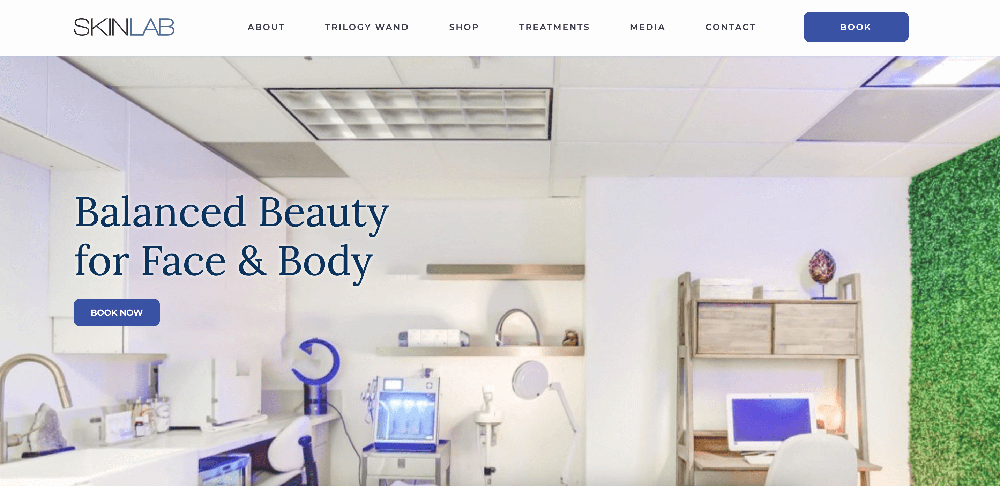 SKINLAB
ABOUT
TRILOGY WAND
SHOP
TREATMENTS
MEDIA
CONTACT
BOOK
Balanced Beauty
for Face & Body
BOOK NOW